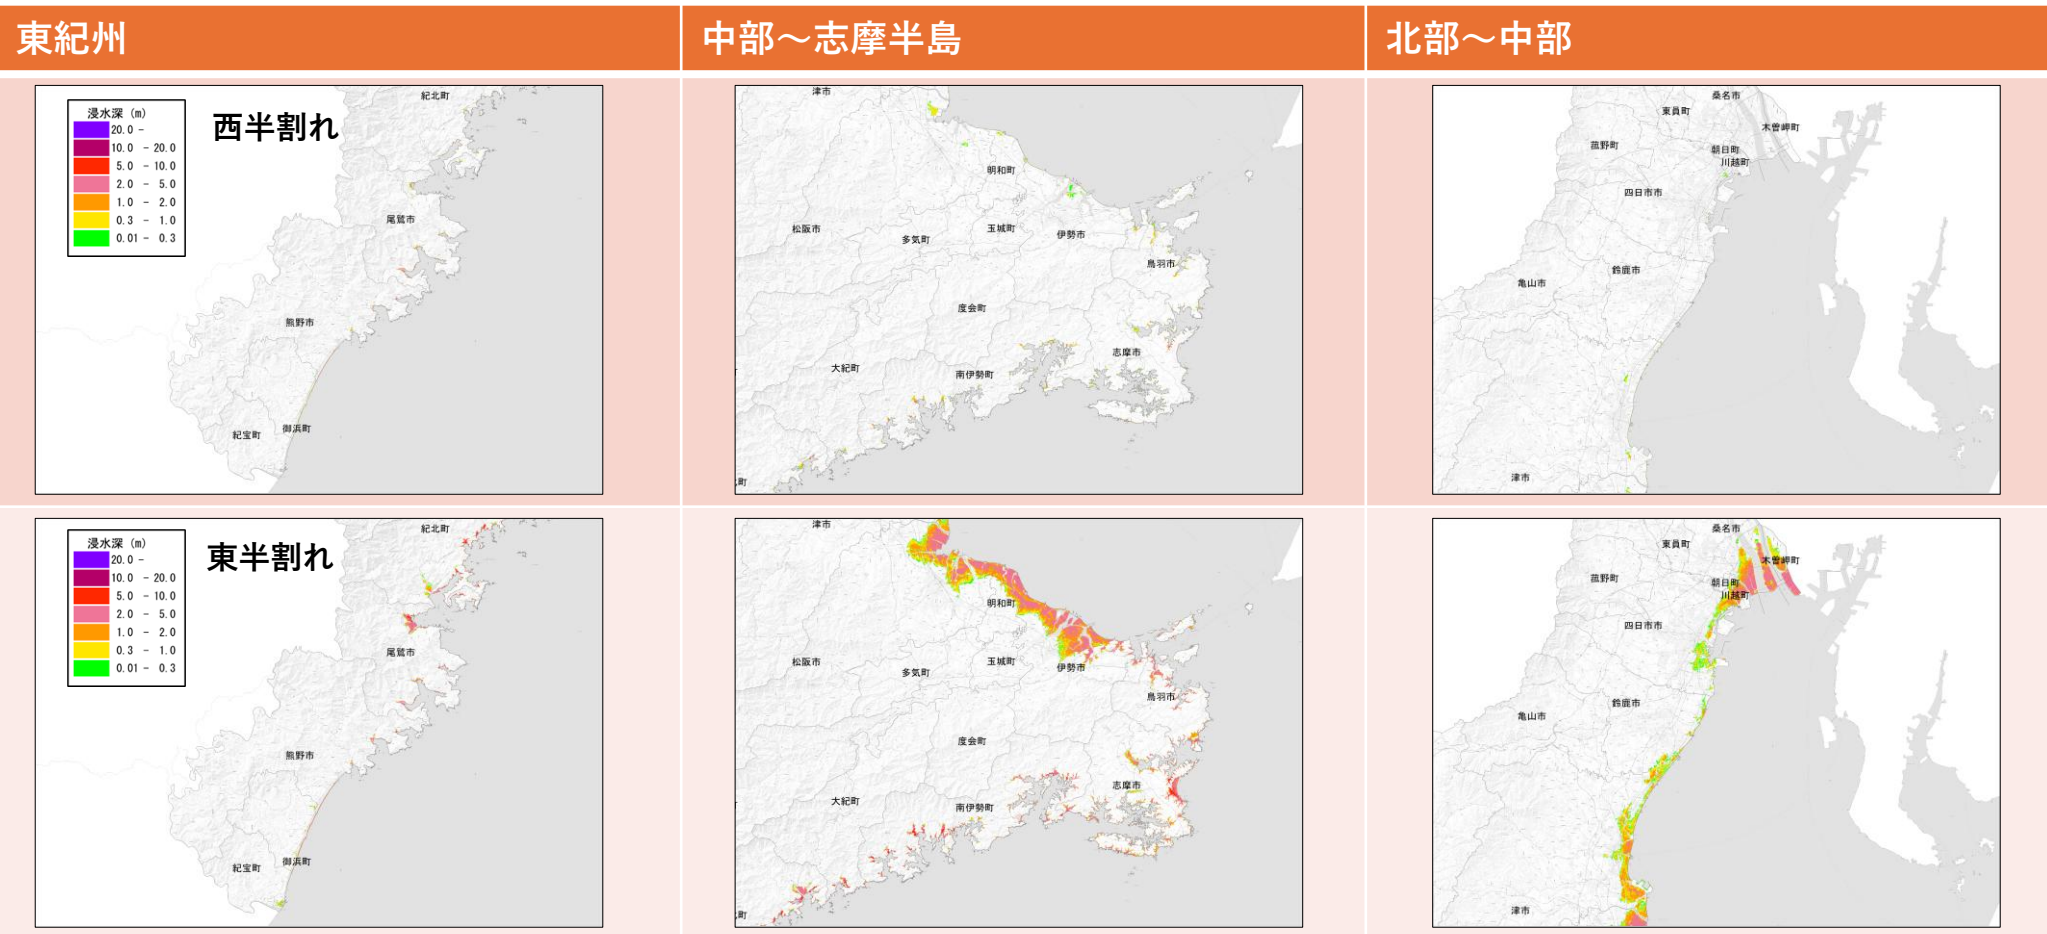 東紀州
中部～志摩半島
北部～中部
浸水深 (m)
20.0 -
10.0 - 20.0
5.0 - 10.0
2.0 - 5.0
1.0 - 2.0
0.3 - 1.0
0.01 - 0.3
西半割れ
紀北町
尾鷲市
熊野市
御浜町
紀宝町
津市
明和町
松阪市
多気町
玉城町
伊勢市
鳥羽市
度会町
志摩市
大紀町
南伊勢町
町
桑名市
東員町
木曽岬町
菰野町
朝日町
川越町
四日市市
鈴鹿市
亀山市
津市
浸水深 (m)
20.0 -
10.0 - 20.0
5.0 - 10.0
2.0 - 5.0
1.0 - 2.0
0.3 - 1.0
0.01 - 0.3
東半割れ
紀北町
尾鷲市
熊野市
御浜町
紀宝町
津市
明和町
松阪市
多気町
玉城町
伊勢市
鳥羽市
度会町
志摩市
大紀町
南伊勢町
町
桑名市
東員町
木曽岬町
菰野町
朝日町
川越町
四日市市
鈴鹿市
亀山市
津市